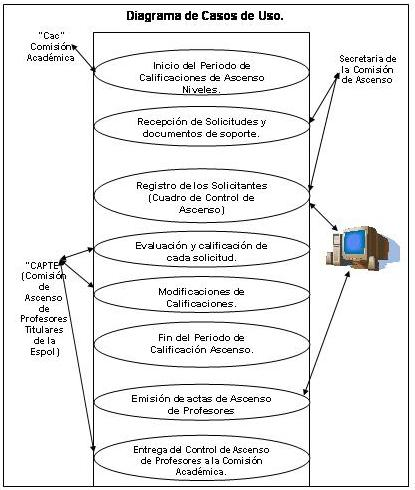 Diagrama de Casos de Uso.
"Cac"
Comisión
Académica
Inicio del Periodo de
Calificaciones de Ascenso
Niveles.
Secretaria de
la Comisión
de Ascenso
Recepción de Solicitudes y
documentos de soporte.
Registro de los Solicitantes
(Cuadro de Control de
Ascenso)
Evaluación y calificación de
cada solicitud.
"CAPTE"
(Comisión
de
Ascenso
de
Profesores
Titulares
de la
Espol)
Modificaciones de
Calificaciones.
Fin del Periodo de
Calificación Ascenso.
Emisión de actas de Ascenso
de Profesores
Entrega del Control de Ascenso
de Profesores a la Comisión
Académica.